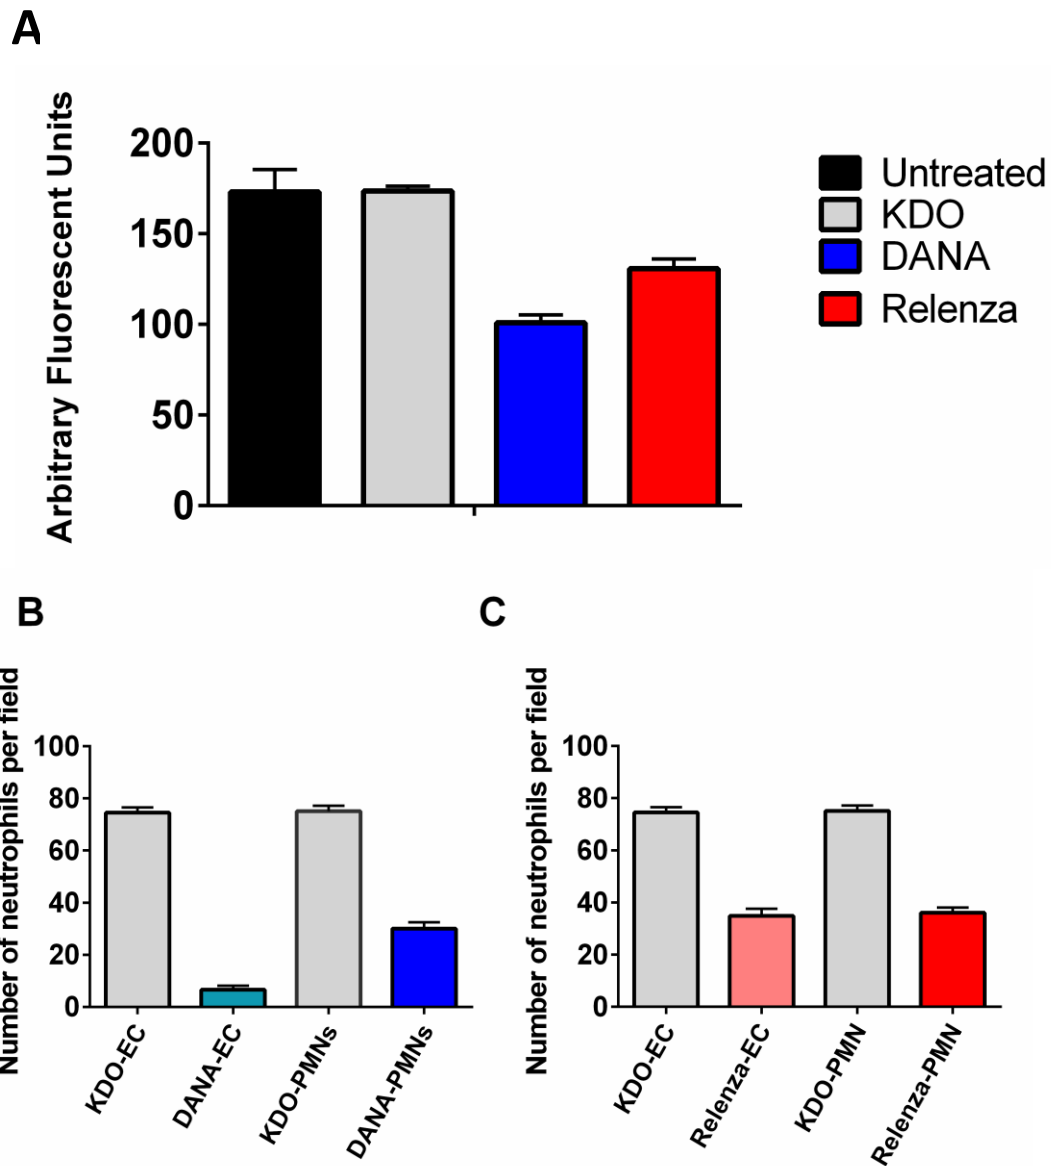 A
Arbitrary Fluorescent Units
200
150
100
50
0
Untreated
KDO
DANA
Relenza
B
Number of neutrophils per field
100
80
60
40
20
0
KDO-EC
DANA-EC
KDO-PMNs
DANA-PMNs
C
Number of neutrophils per field
100
80
60
40
20
0
KDO-EC
Relenza-EC
KDO-PMN
Relenza-PMN